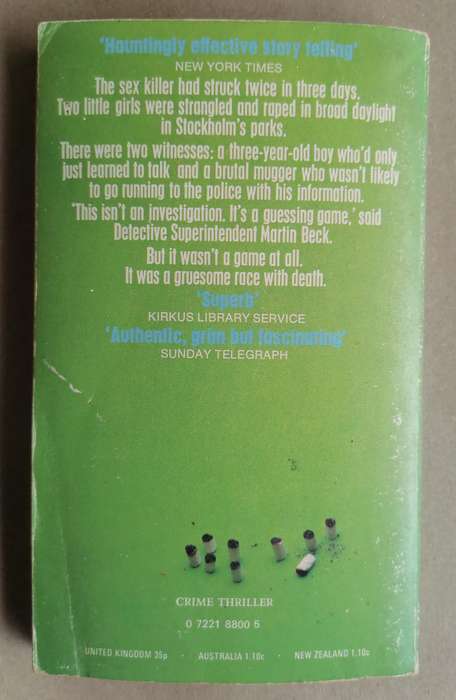 'Hauntingly effective story telling'
NEW YORK TIMES
The sex killer had struck twice in three days.
Two little girls were strangled and raped in broad daylight
in Stockholm's parks.
There were two witnesses: a three-year-old boy who'd only
just learned to talk and a brutal mugger who wasn't likely
to go running to the police with his information.
'This isn't an investigation. It's a guessing game,' said
Detective Superintendent Martin Beck.
But it wasn't a game at all.
It was a gruesome race with death.
'Superb'
KIRKUS LIBRARY SERVICE
'Authentic, grim but fascinating'
SUNDAY TELEGRAPH
CRIME THRILLER
0 7221 8800 5
UNITED KINGDOM 35p · AUSTRALIA 1.10c · NEW ZEALAND 1.10c